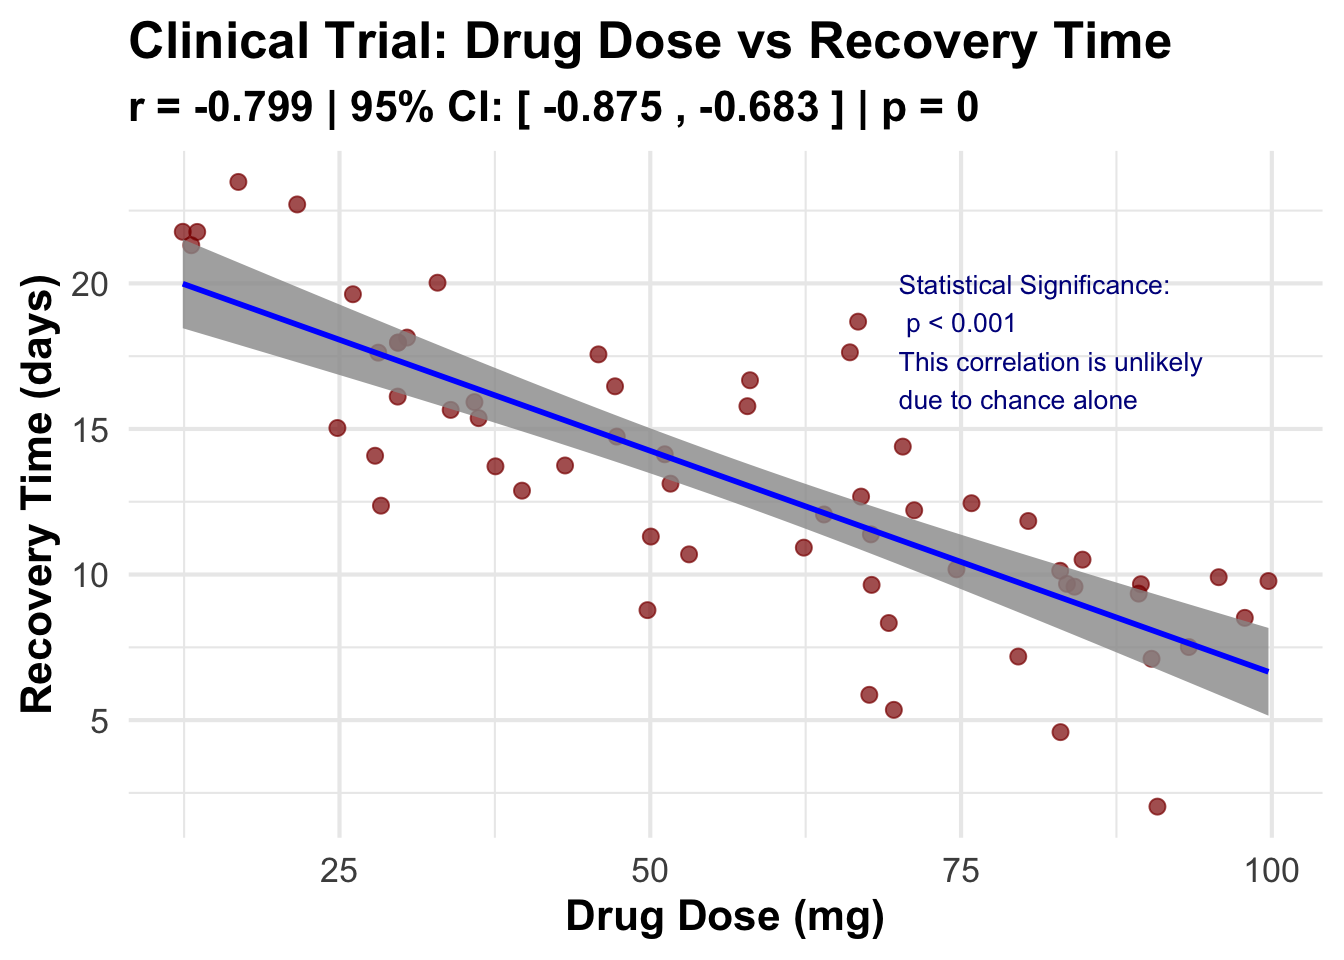 Clinical Trial: Drug Dose vs Recovery Time
r = -0.799 | 95% CI: [ -0.875 , -0.683 ] | p = 0
Recovery Time (days)
20
15
10
5
Statistical Significance:
p < 0.001
This correlation is unlikely
due to chance alone
25
50
75
100
Drug Dose (mg)